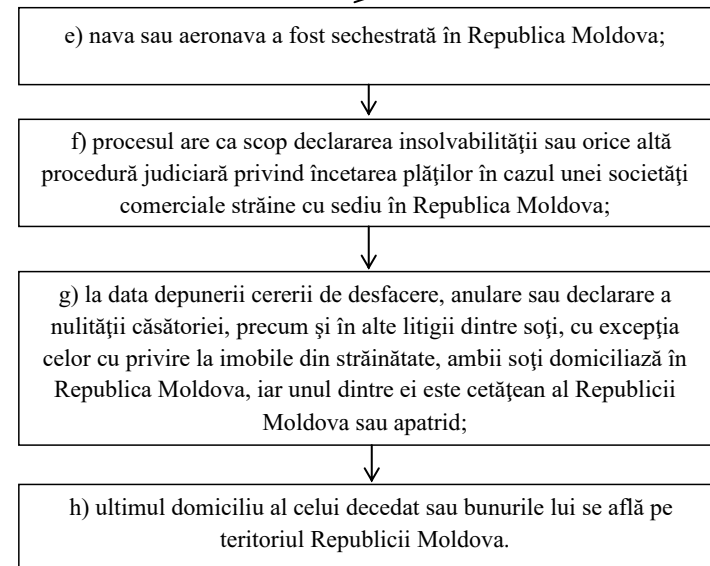 e) nava sau aeronava a fost sechestrată în Republica Moldova;
f) procesul are ca scop declararea insolvabilităţii sau orice altă
procedură judiciară privind încetarea plăţilor în cazul unei societăţi
comerciale străine cu sediu în Republica Moldova;
g) la data depunerii cererii de desfacere, anulare sau declarare a
nulităţii căsătoriei, precum şi în alte litigii dintre soţi, cu excepţia
celor cu privire la imobile din străinătate, ambii soţi domiciliază în
Republica Moldova, iar unul dintre ei este cetăţean al Republicii
Moldova sau apatrid;
h) ultimul domiciliu al celui decedat sau bunurile lui se află pe
teritoriul Republicii Moldova.